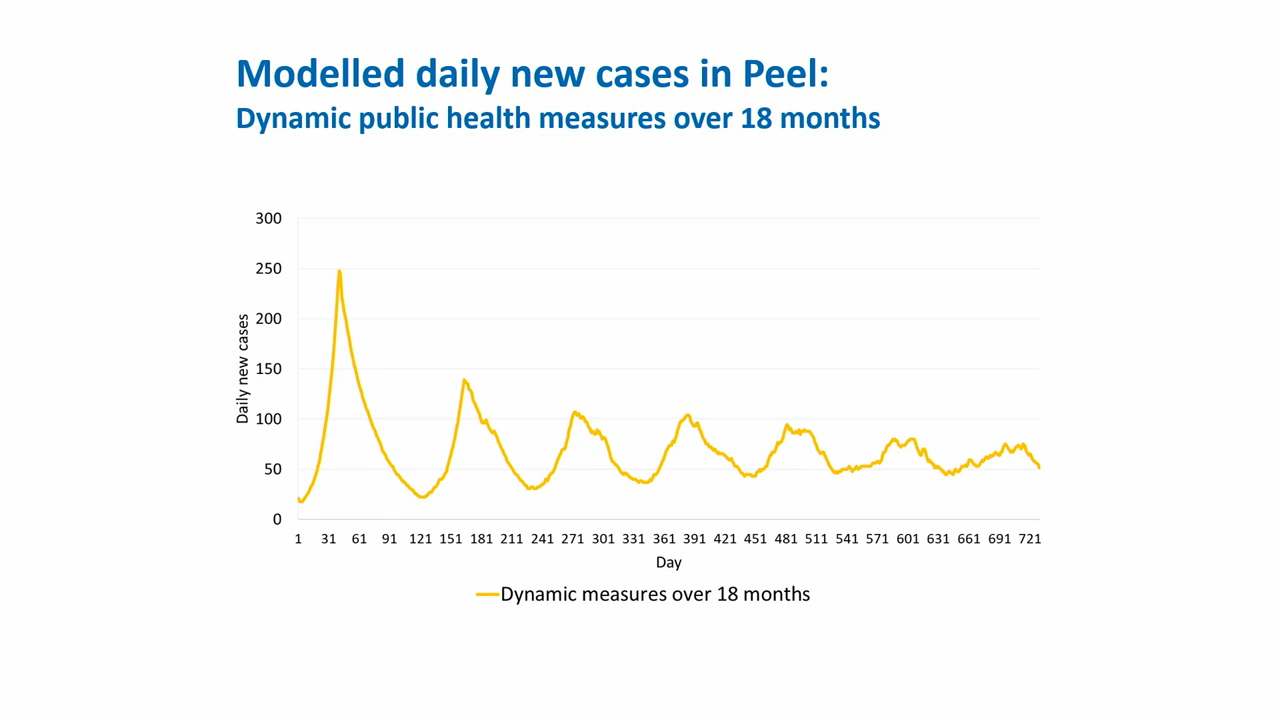 Modelled daily new cases in Peel:
Dynamic public health measures over 18 months
300
250
200
150
100
50
0
Daily new cases
1 31 61 91 121 151 181 211 241 271 301 331 361 391 421 451 481 511 541 571 601 631 661 691 721
Day
Dynamic measures over 18 months